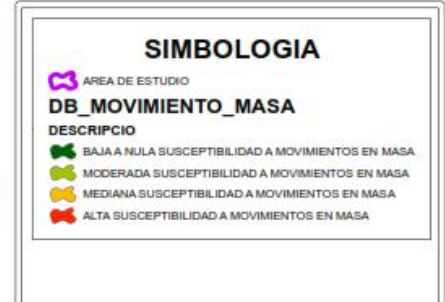 SIMBOLOGIA
AREA DE ESTUDIO
DB_MOVIMIENTO_MASA
DESCRIPCIO
BAJA A NULA SUSCEPTIBILIDAD A MOVIMIENTOS EN MASA
MODERADA SUSCEPTIBILIDAD A MOVIMIENTOS EN MASA
MEDIANA SUSCEPTIBILIDAD A MOVIMIENTOS EN MASA
ALTA SUSCEPTIBILIDAD A MOVIMIENTOS EN MASA